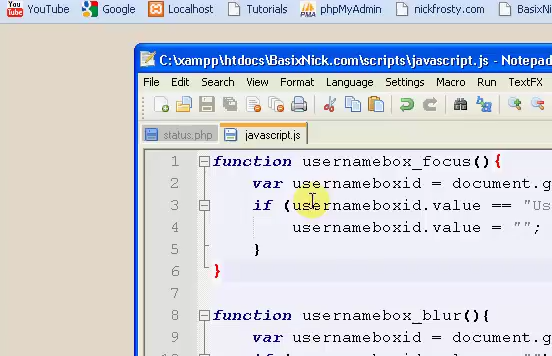 YouTube Google Localhost Tutorials phpMyAdmin nickfrosty.com
C:\xampp\htdocs\BasixNick.com\scripts\javascript.js - Notepad
File Edit Search View Format Language Settings Macro Run TextFX
status.php javascript.js
1 function usernamebox_focus(){
2 var usernameboxid = document.g
3 if (usernameboxid.value == "Us
4 usernameboxid.value = "";
5 }
6 }
7
8 function usernamebox_blur(){
9 var usernameboxid = document.g